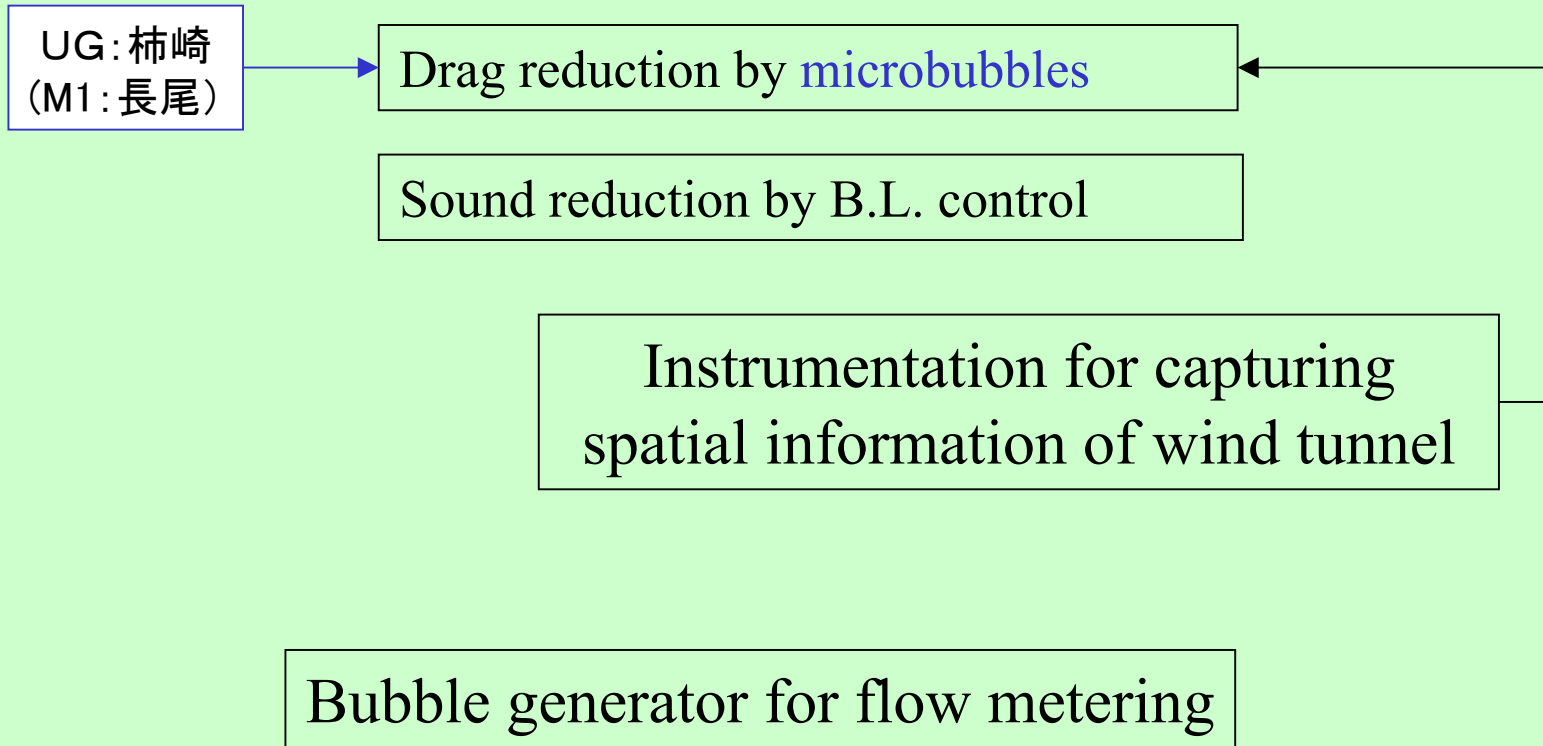 UG:柿崎
(M1:長尾)
Drag reduction by microbubbles
Sound reduction by B.L. control
Instrumentation for capturing
spatial information of wind tunnel
Bubble generator for flow metering